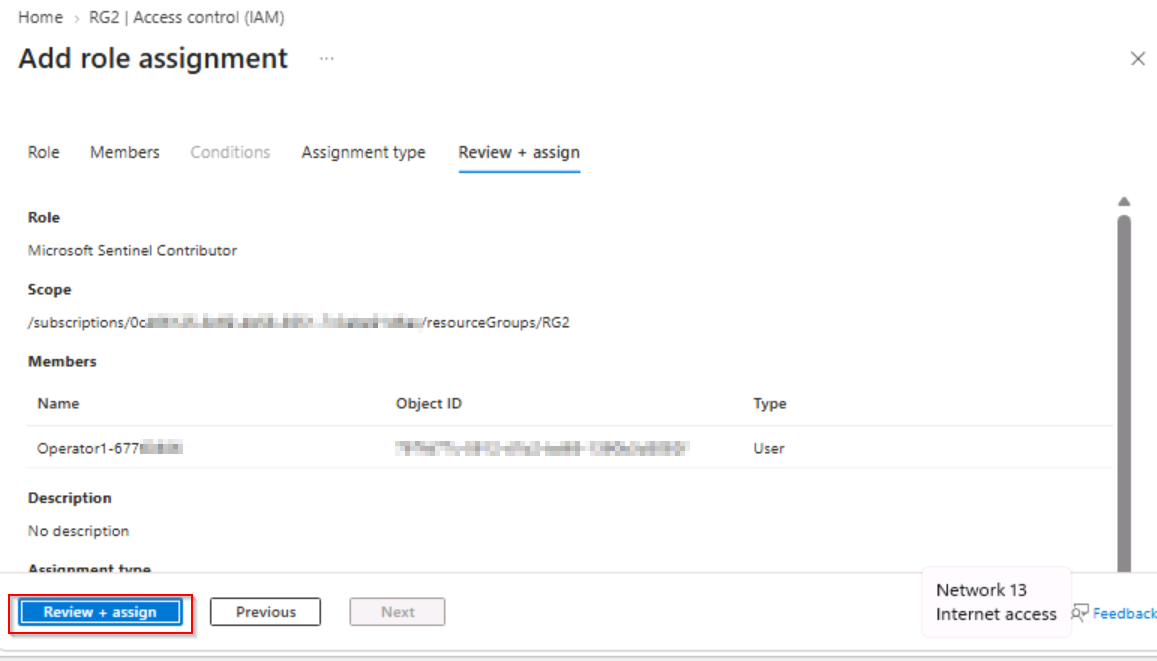 Home > RG2 | Access control (IAM)
Add role assignment ...
Role Members Conditions Assignment type Review + assign
Role
Microsoft Sentinel Contributor
Scope
/subscriptions/0c /resourceGroups/RG2
Members
Name Object ID Type
Operator1-677 User
Description
No description
Assignment type
Review + assign Previous Next
Network 13
Internet access
Feedback